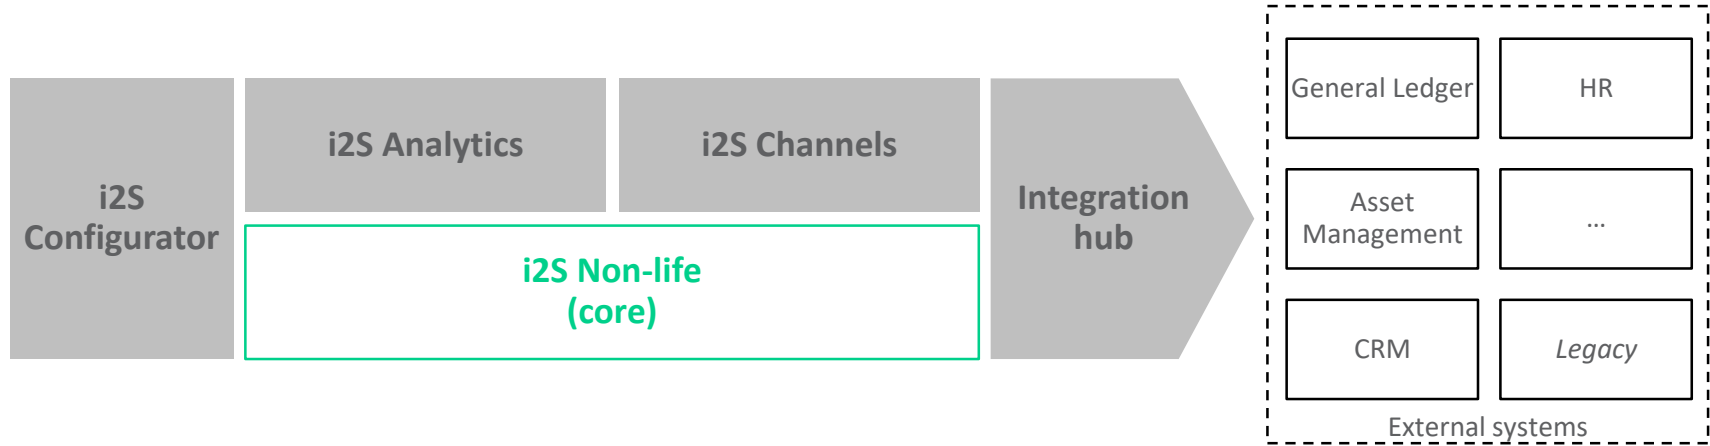 i2S
Configurator
i2S Analytics
i2S Channels
i2S Non-life
(core)
Integration
hub
General Ledger
HR
Asset
Management
...
CRM
Legacy
External systems